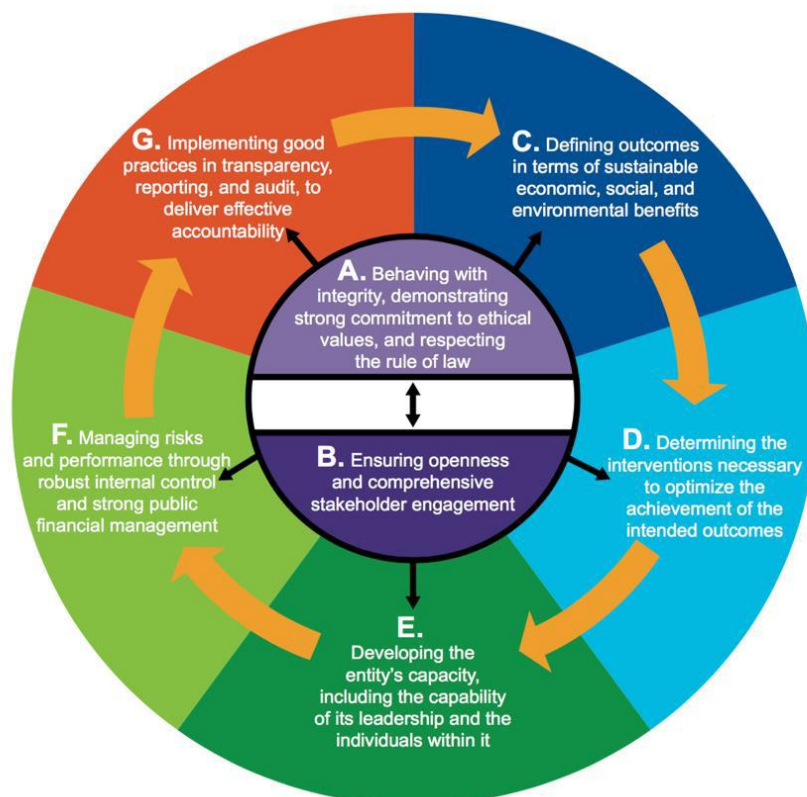 G. Implementing good
practices in transparency,
reporting, and audit, to
deliver effective
accountability
C. Defining outcomes
in terms of sustainable
economic, social, and
environmental benefits
A. Behaving with
integrity, demonstrating
strong commitment to ethical
values, and respecting
the rule of law
B. Ensuring openness
and comprehensive
stakeholder engagement
D. Determining the
interventions necessary
to optimize the
achievement of the
intended outcomes
F. Managing risks
and performance through
robust internal control
and strong public
financial management
E.
Developing the
entity's capacity,
including the capability
of its leadership and the
individuals within it